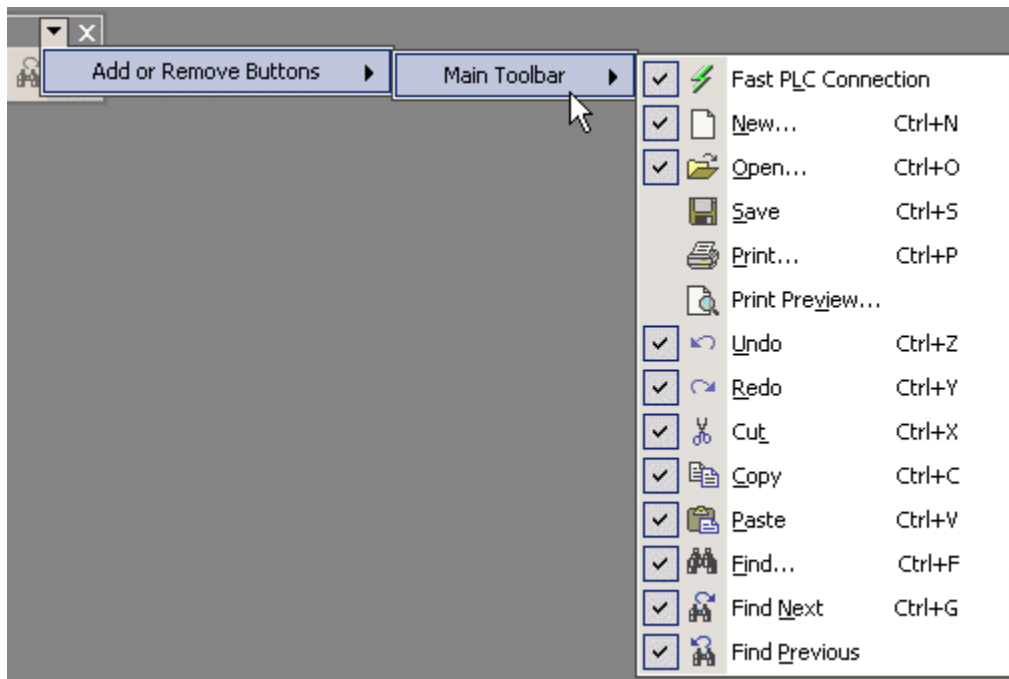 Add or Remove Buttons
Main Toolbar
Fast PLC Connection
New... Ctrl+N
Open... Ctrl+O
Save Ctrl+S
Print... Ctrl+P
Print Preview...
Undo Ctrl+Z
Redo Ctrl+Y
Cut Ctrl+X
Copy Ctrl+C
Paste Ctrl+V
Find... Ctrl+F
Find Next Ctrl+G
Find Previous